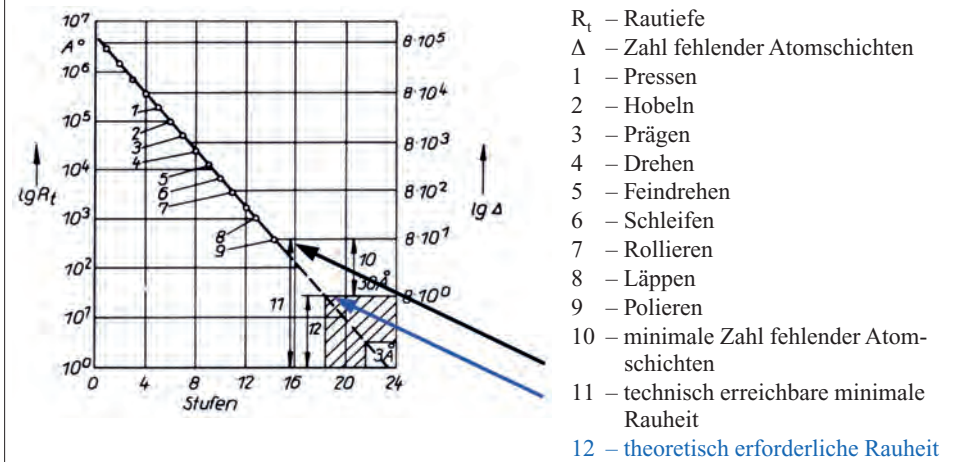 10⁷
A°
10⁶
10⁵
10⁴
10³
10²
10⁷
10⁰
lg Rt
0 4 8 12 16 20 24
Stufen
1
2
3
4
5
6
7
8
9
10
30Å
11
12
3Å
8·10⁵
8·10⁴
8·10³
8·10²
8·10¹
8·10⁰
lg Δ
Rt – Rautiefe
Δ – Zahl fehlender Atomschichten
1 – Pressen
2 – Hobeln
3 – Prägen
4 – Drehen
5 – Feindrehen
6 – Schleifen
7 – Rollieren
8 – Läppen
9 – Polieren
10 – minimale Zahl fehlender Atom-
schichten
11 – technisch erreichbare minimale
Rauheit
12 – theoretisch erforderliche Rauheit